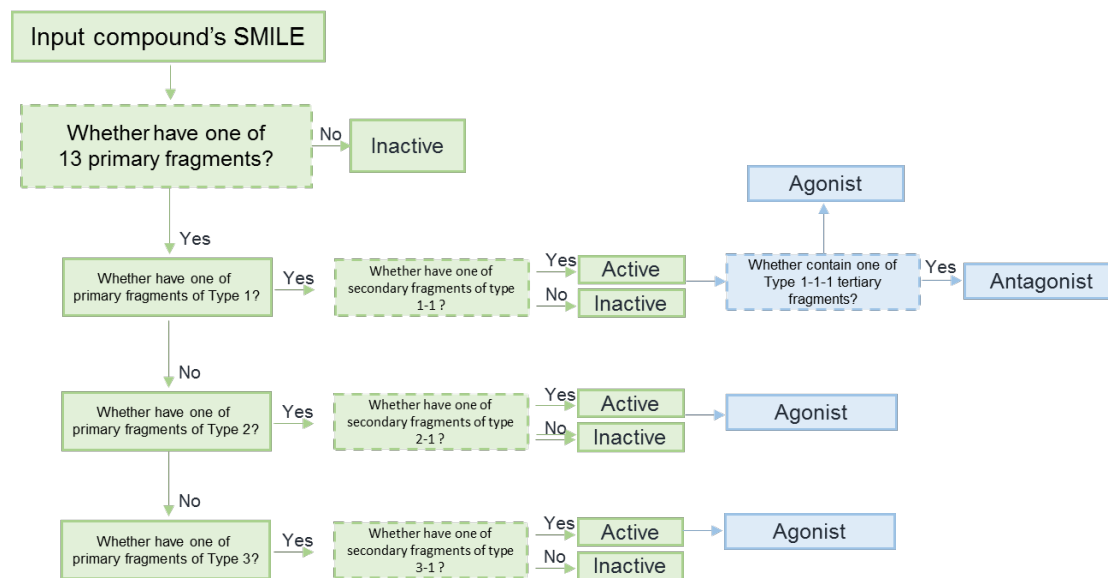 Input compound's SMILE
Whether have one of
13 primary fragments?
No
Inactive
Agonist
Yes
Whether have one of
primary fragments of Type 1?
Yes
Whether have one of
secondary fragments of type
1-1 ?
Yes
Active
No
Inactive
Whether contain one of
Type 1-1-1 tertiary
fragments?
Yes
Antagonist
No
Whether have one of
primary fragments of Type 2?
Yes
Whether have one of
secondary fragments of type
2-1 ?
Yes
Active
No
Inactive
Agonist
No
Whether have one of
primary fragments of Type 3?
Yes
Whether have one of
secondary fragments of type
3-1 ?
Yes
Active
No
Inactive
Agonist